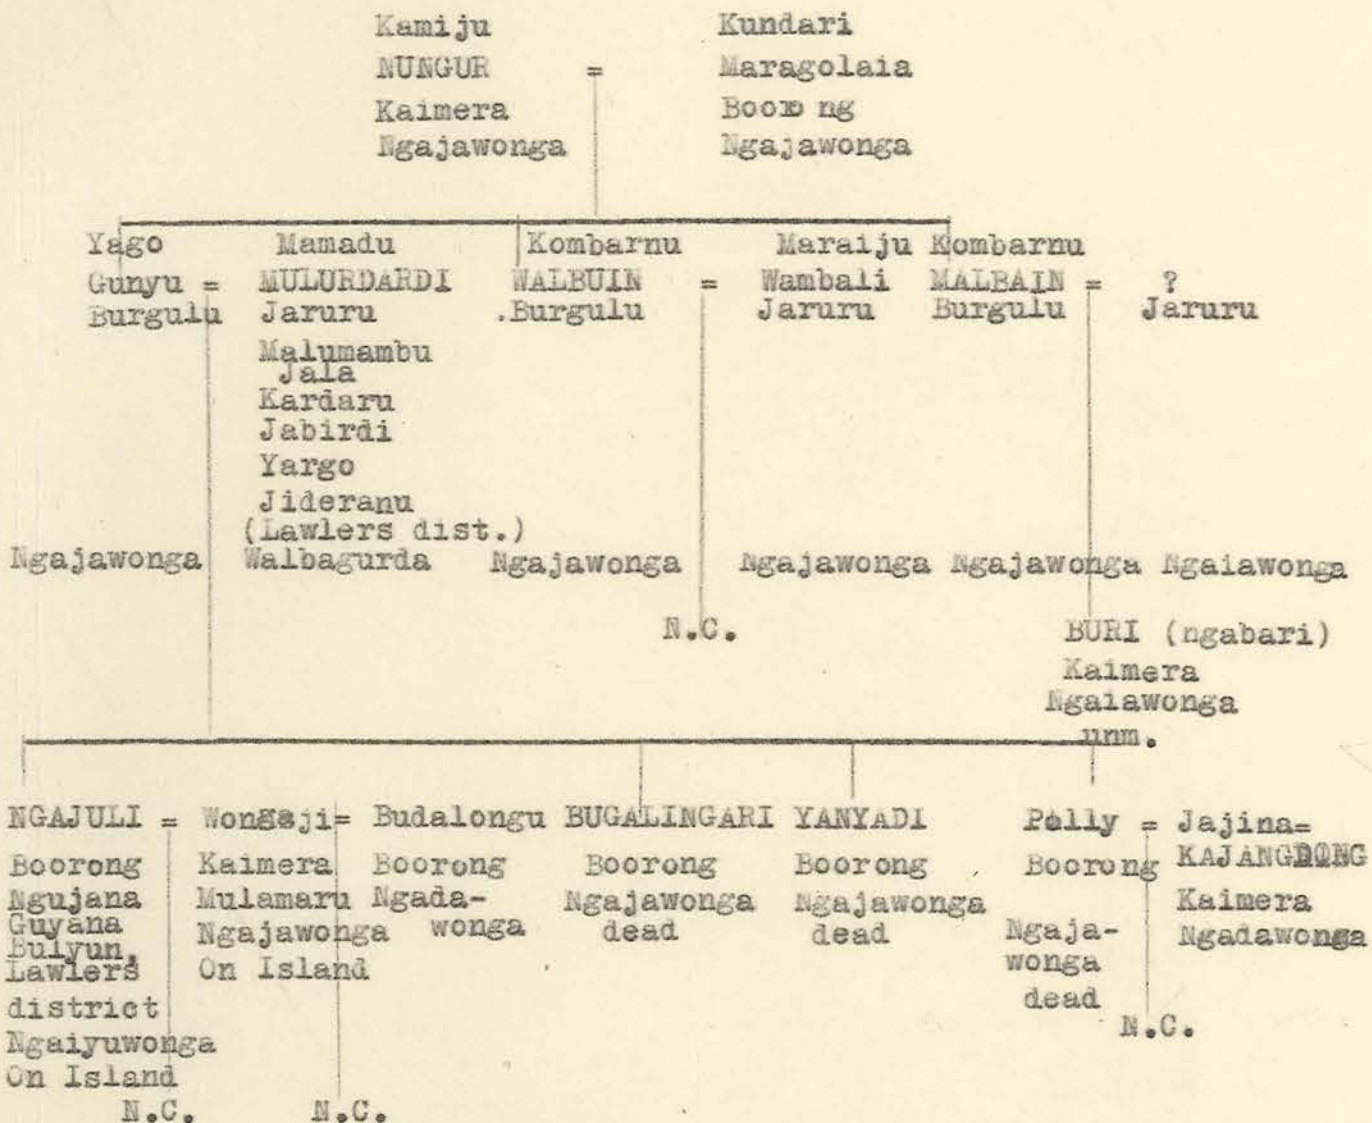 Kamiju Kundari
NUNGUR = Maragolaia
Kaimera Boorong
Ngajawonga Ngajawonga
Yago Mamadu Kombarnu Maraiju Kombarnu
Gunyu = MULURDARDI WALBUIN = Wambali MALBAIN = ?
Burgulu Jaruru .Burgulu Jaruru Burgulu Jaruru
Malumambu
Jala
Kardaru
Jabirdi
Yargo
Jideranu
(Lawlers dist.)
Ngajawonga Walbagurda Ngajawonga Ngajawonga Ngajawonga Ngaiawonga
N.C. BURI (ngabari)
Kaimera
Ngaiawonga
unm.
NGAJULI = Wongaji= Budalongu BUGALINGARI YANYADI Polly = Jajina=
Boorong Kaimera Boorong Boorong Boorong Boorong KAJANGDONG
Ngujana Mulamaru Ngada- Ngajawonga Ngajawonga Kaimera
Guyana Ngajawonga wonga dead dead Ngaja- Ngadawonga
Bulyun, On Island wonga
Lawlers dead
district N.C.
Ngaiyuwonga
On Island
N.C. N.C.